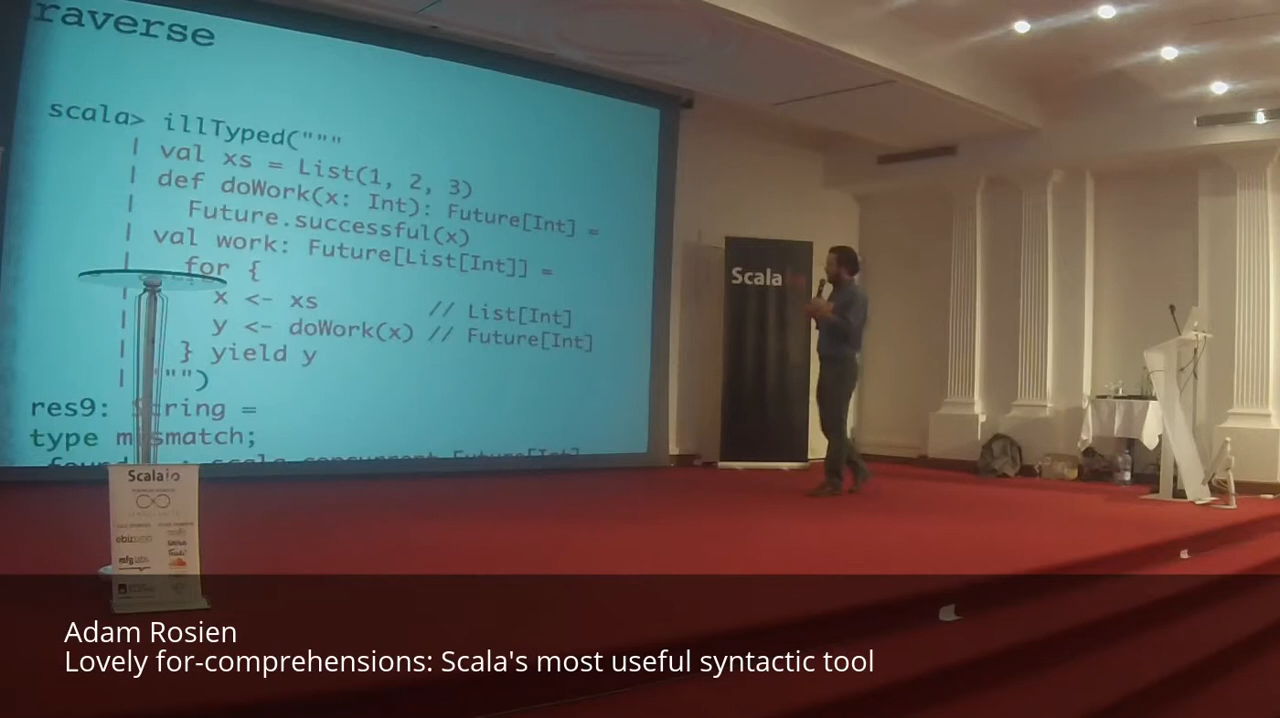 raverse
scala> illTyped("""
| val xs = List(1, 2, 3)
| def doWork(x: Int): Future[Int] =
| Future.successful(x)
| val work: Future[List[Int]] =
| for {
| x <- xs // List[Int]
| y <- doWork(x) // Future[Int]
| } yield y
| """)
res9: String =
type mismatch;
Scala
Scalaio
Adam Rosien
Lovely for-comprehensions: Scala's most useful syntactic tool